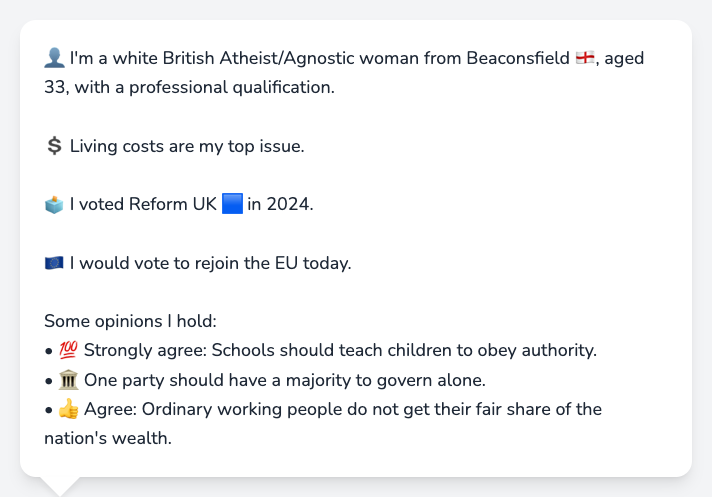 👤 I'm a white British Atheist/Agnostic woman from Beaconsfield 🏴󠁧󠁢󠁥󠁮󠁧󠁿, aged
33, with a professional qualification.
💲 Living costs are my top issue.
🗳️ I voted Reform UK 🟦 in 2024.
🇪🇺 I would vote to rejoin the EU today.
Some opinions I hold:
• 💯 Strongly agree: Schools should teach children to obey authority.
• 🏛️ One party should have a majority to govern alone.
• 👍 Agree: Ordinary working people do not get their fair share of the
nation's wealth.